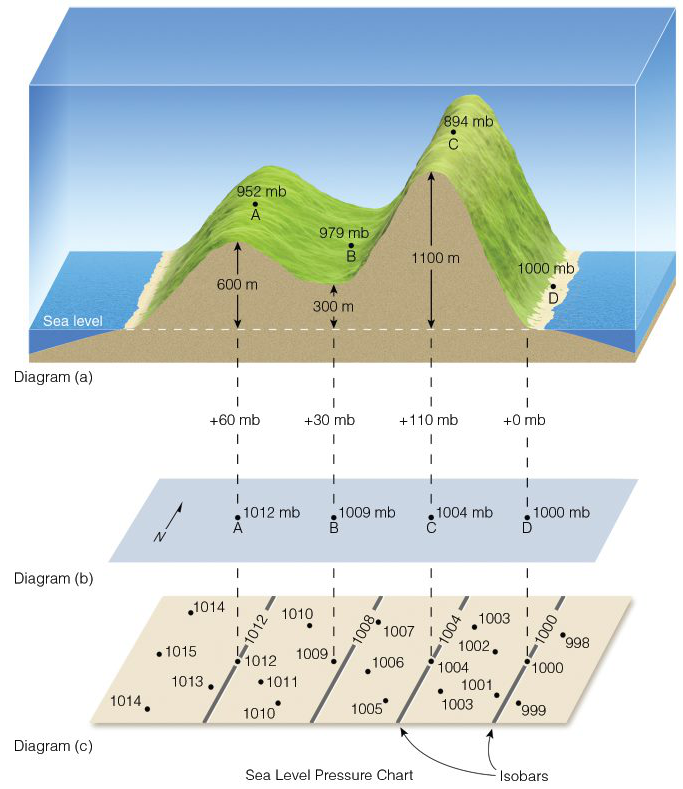 894 mb
C
952 mb
A
979 mb
B
1100 m
1000 mb
D
600 m
300 m
Sea level
Diagram (a)
+60 mb
+30 mb
+110 mb
+0 mb
N
1012 mb
A
1009 mb
B
1004 mb
C
1000 mb
D
Diagram (b)
1014
1012
1010
1008
1007
1004
1003
1000
998
1015
1012
1009
1006
1002
1004
1000
1013
1011
1014
1010
1005
1003
1001
999
Diagram (c)
Sea Level Pressure Chart
Isobars